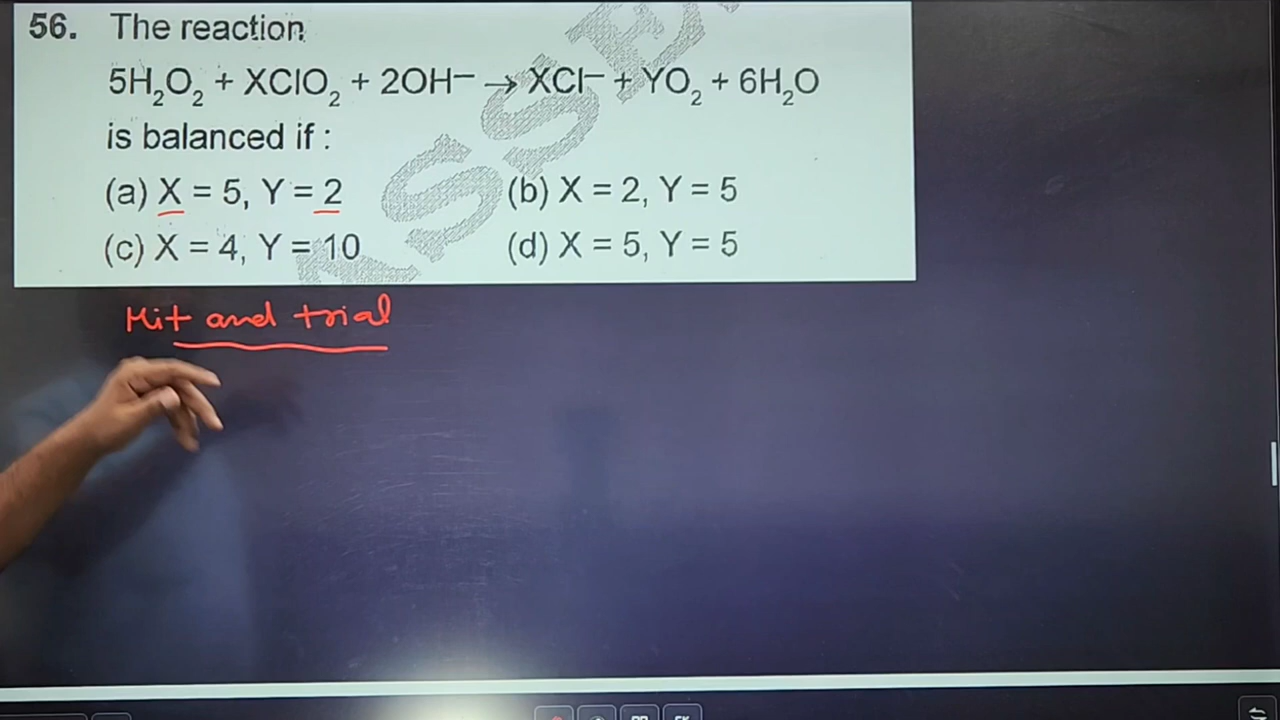 56. The reaction
5H₂O₂ + XClO₂ + 2OH⁻ → XCl⁻ + YO₂ + 6H₂O
is balanced if :
(a) X = 5, Y = 2 (b) X = 2, Y = 5
(c) X = 4, Y = 10 (d) X = 5, Y = 5
Hit and trial